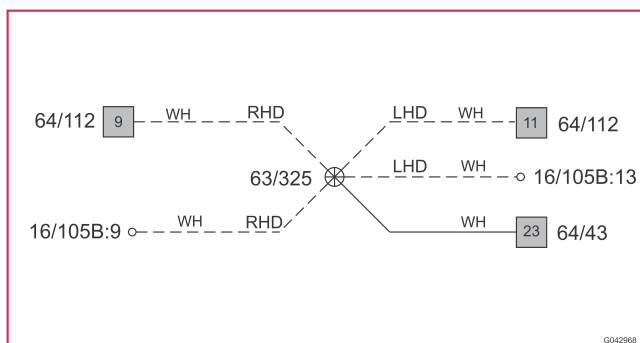 64/112 9 WH RHD LHD WH 11 64/112
63/325 LHD WH 16/105B:13
16/105B:9 WH RHD WH 23 64/43
G042968